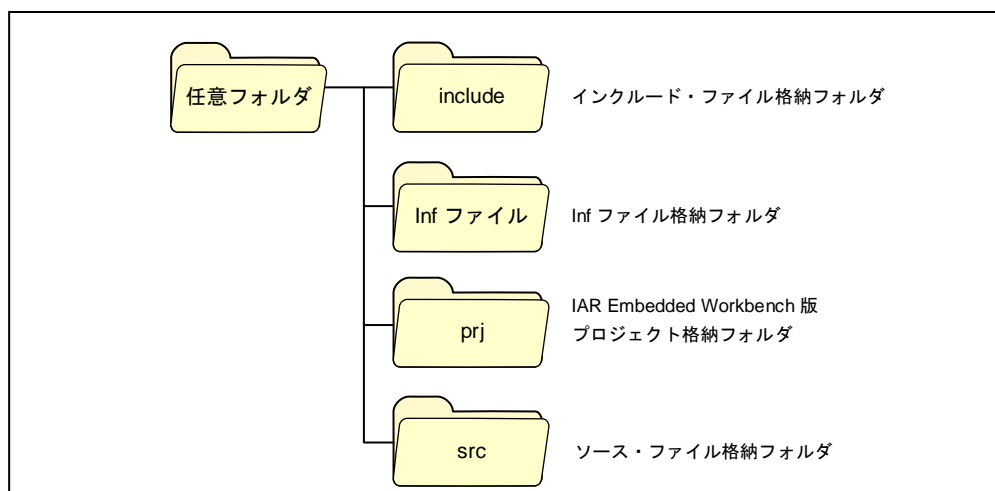 任意フォルダ
include
インクルード・ファイル格納フォルダ
Inf ファイル
Inf ファイル格納フォルダ
prj
IAR Embedded Workbench 版
プロジェクト格納フォルダ
src
ソース・ファイル格納フォルダ